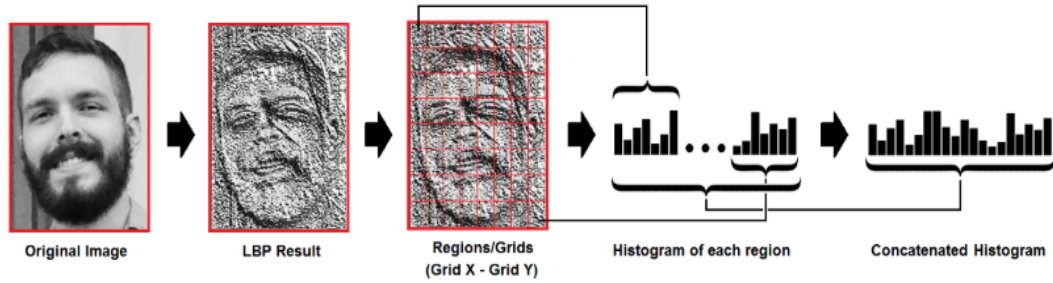 Original Image
LBP Result
Regions/Grids
(Grid X - Grid Y)
Histogram of each region
Concatenated Histogram